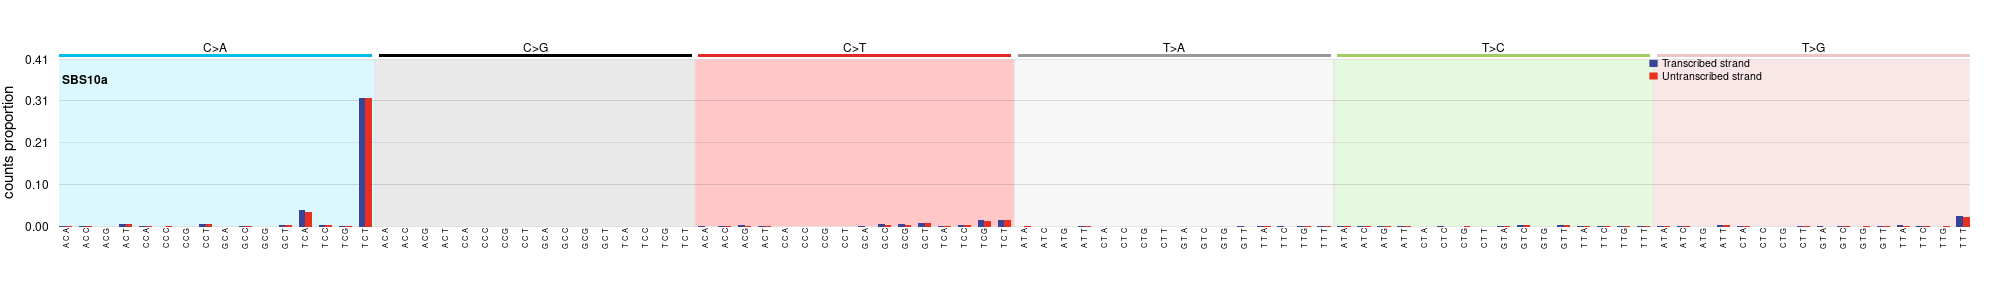 C>A C>G C>T T>A T>C T>G
0.41
SBS10a
Transcribed strand
Untranscribed strand
0.31
0.21
0.10
0.00
counts proportion
ACA ACC ACG ACT CCA CCC CCG CCT GCA GCC GCG GCT TCA TCC TCG TCT ACA ACC ACG ACT CCA CCC CCG CCT GCA GCC GCG GCT TCA TCC TCG TCT ACA ACC ACG ACT CCA CCC CCG CCT GCA GCC GCG GCT TCA TCC TCG TCT ATA ATC ATG ATT CTA CTC CTG CTT GTA GTC GTG GTT TTA TTC TTG TTT ATA ATC ATG ATT CTA CTC CTG CTT GTA GTC GTG GTT TTA TTC TTG TTT ATA ATC ATG ATT CTA CTC CTG CTT GTA GTC GTG GTT TTA TTC TTG TTT